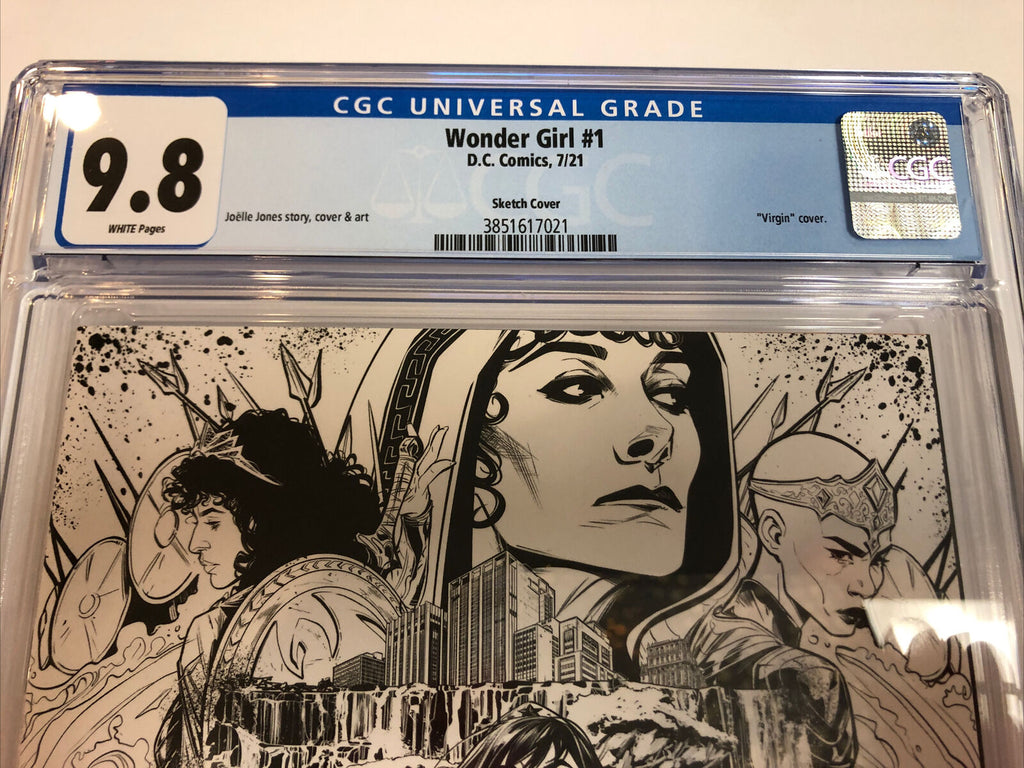 CGC UNIVERSAL GRADE
9.8
WHITE Pages
Wonder Girl #1
D.C. Comics, 7/21
Sketch Cover
Joëlle Jones story, cover & art
"Virgin" cover.
3851617021
CGC
CGC